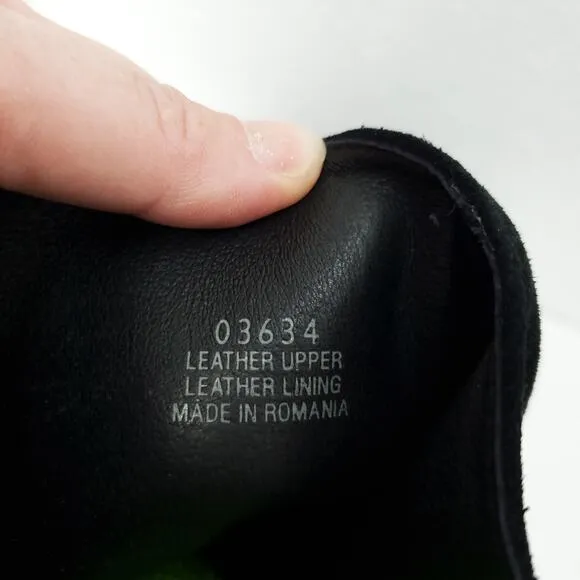 03634
LEATHER UPPER
LEATHER LINING
MADE IN ROMANIA